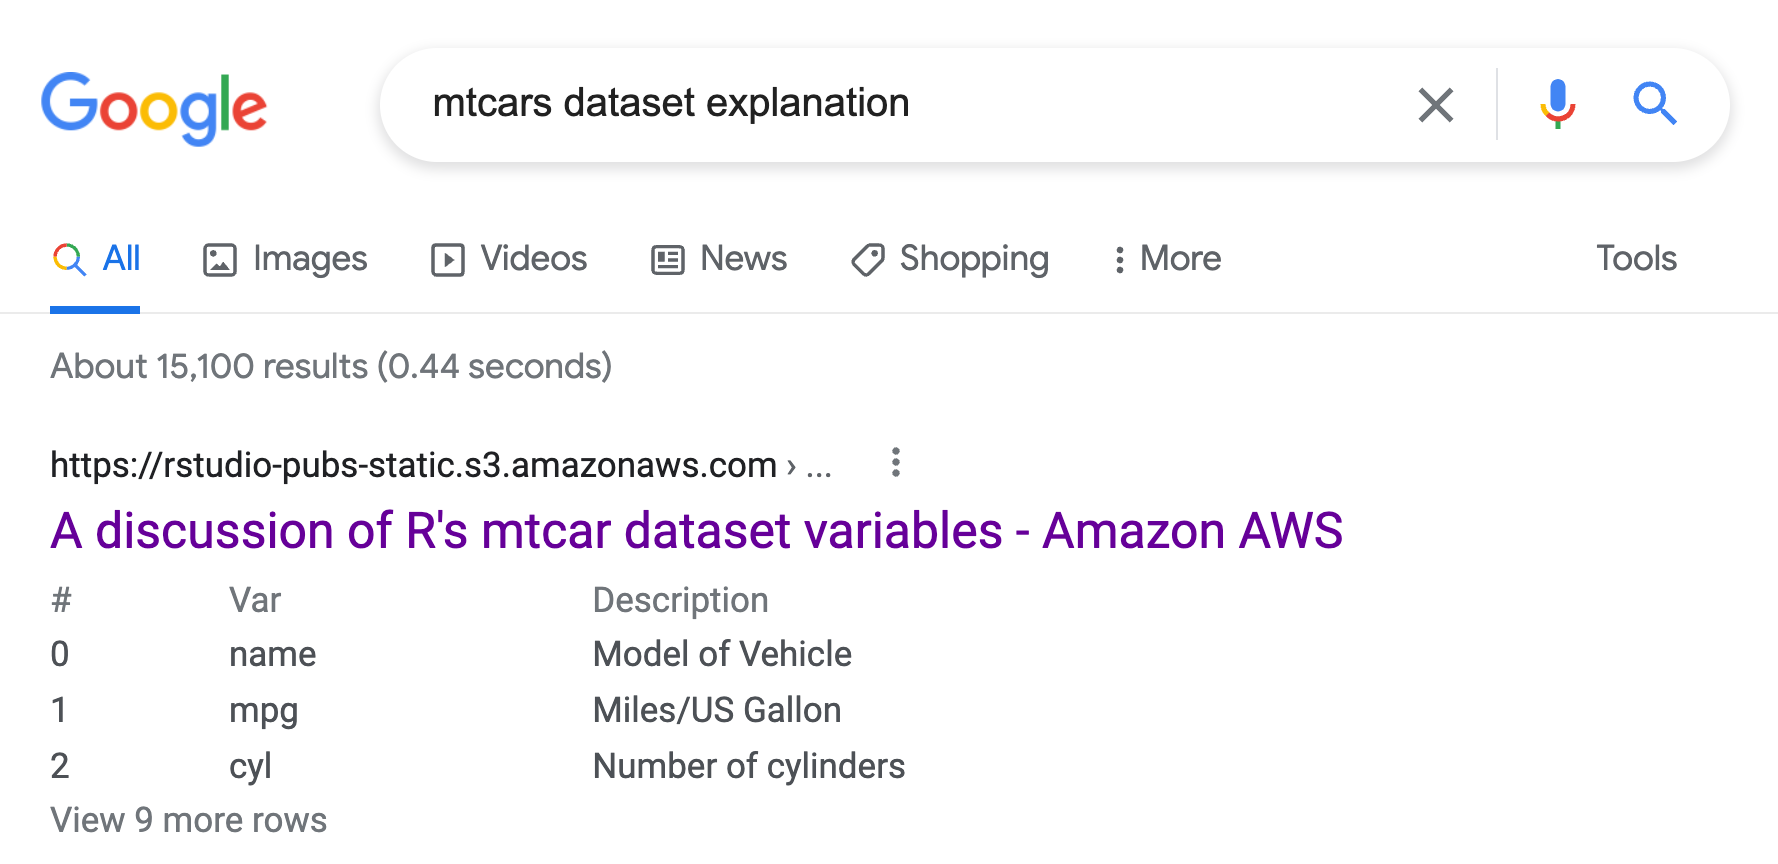 Google
mtcars dataset explanation
All Images Videos News Shopping More Tools
About 15,100 results (0.44 seconds)
https://rstudio-pubs-static.s3.amazonaws.com › ...
A discussion of R's mtcar dataset variables - Amazon AWS
# Var Description
0 name Model of Vehicle
1 mpg Miles/US Gallon
2 cyl Number of cylinders
View 9 more rows